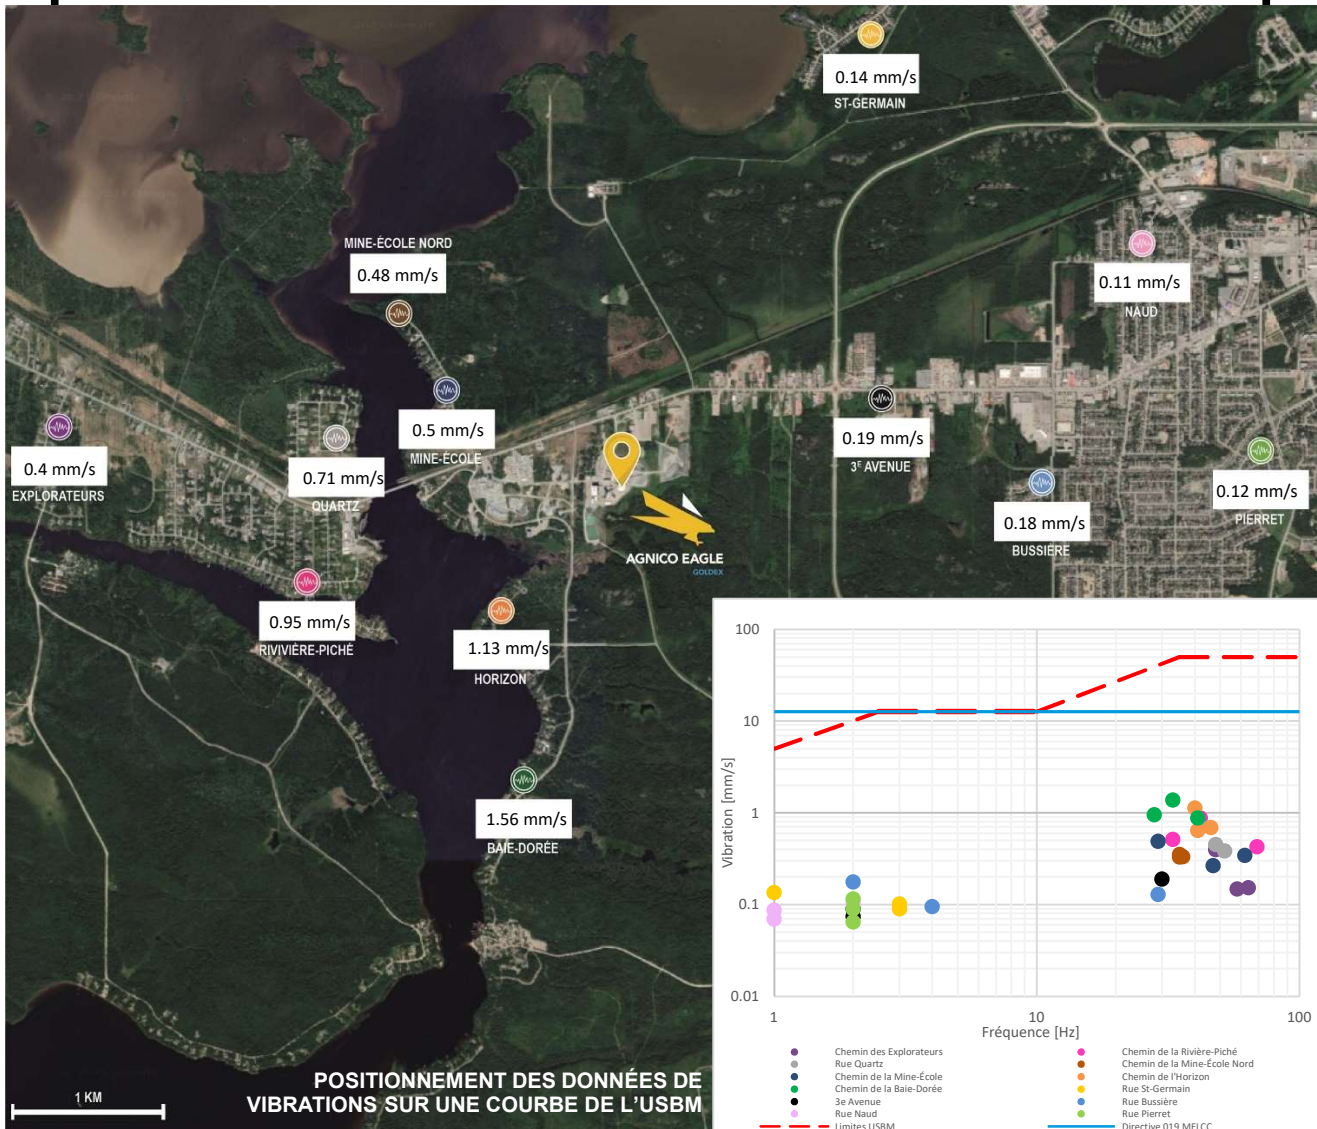 0.14 mm/s
ST-GERMAIN
MINE-ÉCOLE NORD
0.48 mm/s
0.11 mm/s
NAUD
0.5 mm/s
MINE-ÉCOLE
0.19 mm/s
3E AVENUE
0.4 mm/s
EXPLORATEURS
0.71 mm/s
QUARTZ
0.12 mm/s
PIERRET
0.18 mm/s
BUSSIÈRE
AGNICO EAGLE
GOLDEX
0.95 mm/s
RIVIVIÈRE-PICHÉ
1.13 mm/s
HORIZON
1.56 mm/s
BAIE-DORÉE
100
10
1
0.1
0.01
Vibration [mm/s]
1 10 100
Fréquence [Hz]
Chemin des Explorateurs
Chemin de la Rivière-Piché
Rue Quartz
Chemin de la Mine-École Nord
Chemin de la Mine-École
Chemin de l'Horizon
Chemin de la Baie-Dorée
Rue St-Germain
3e Avenue
Rue Bussière
Rue Naud
Rue Pierret
Limites USBM
Directive 019 MELCC
1 KM
POSITIONNEMENT DES DONNÉES DE
VIBRATIONS SUR UNE COURBE DE L'USBM